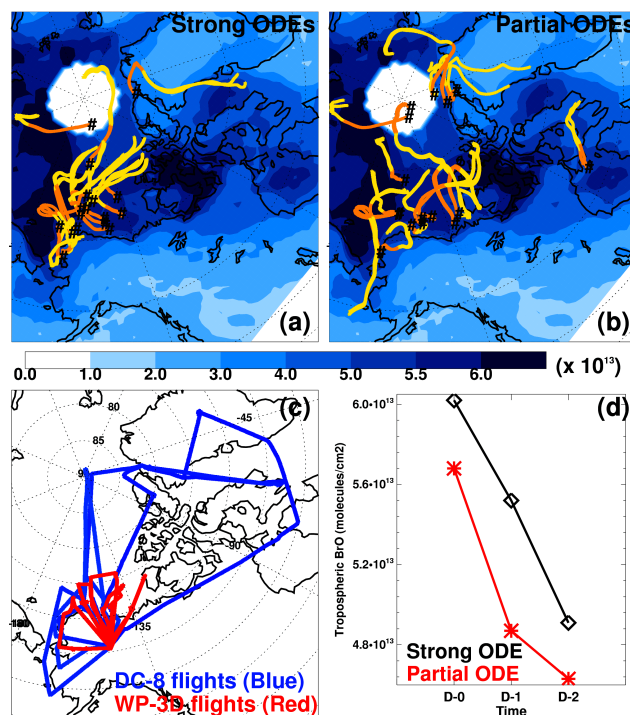 Strong ODEs
Partial ODEs
(a)
(b)
0.0 1.0 2.0 3.0 4.0 5.0 5.5 6.0 (x 10¹³)
(c)
80
85
-45
-90
135
DC-8 flights (Blue)
WP-3D flights (Red)
(d)
6.0•10¹³
5.6•10¹³
5.2•10¹³
4.8•10¹³
Tropospheric BrO (molecules/cm2)
Strong ODE
Partial ODE
D-0 D-1 D-2
Time